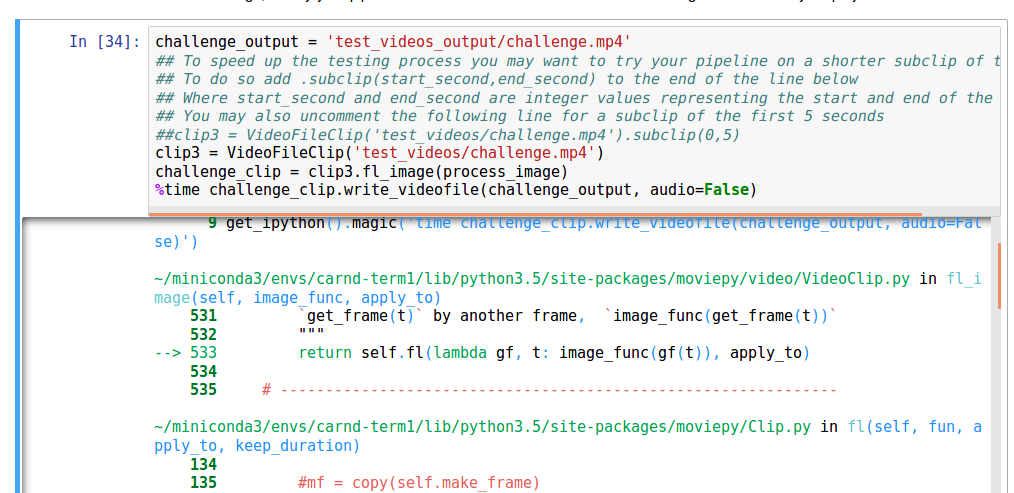 In [34]: challenge_output = 'test_videos_output/challenge.mp4'
## To speed up the testing process you may want to try your pipeline on a shorter subclip of t
## To do so add .subclip(start_second,end_second) to the end of the line below
## Where start_second and end_second are integer values representing the start and end of the
## You may also uncomment the following line for a subclip of the first 5 seconds
##clip3 = VideoFileClip('test_videos/challenge.mp4').subclip(0,5)
clip3 = VideoFileClip('test_videos/challenge.mp4')
challenge_clip = clip3.fl_image(process_image)
%time challenge_clip.write_videofile(challenge_output, audio=False)
9 get_ipython().magic('time challenge_clip.write_videofile(challenge_output, audio=Fal
se)')
~/miniconda3/envs/carnd-term1/lib/python3.5/site-packages/moviepy/video/VideoClip.py in fl_i
mage(self, image_func, apply_to)
531 `get_frame(t)` by another frame, `image_func(get_frame(t))`
532 """
--> 533 return self.fl(lambda gf, t: image_func(gf(t)), apply_to)
534
535 # --------------------------------------------------------------
~/miniconda3/envs/carnd-term1/lib/python3.5/site-packages/moviepy/Clip.py in fl(self, fun, a
pply_to, keep_duration)
134
135 #mf = copy(self.make_frame)